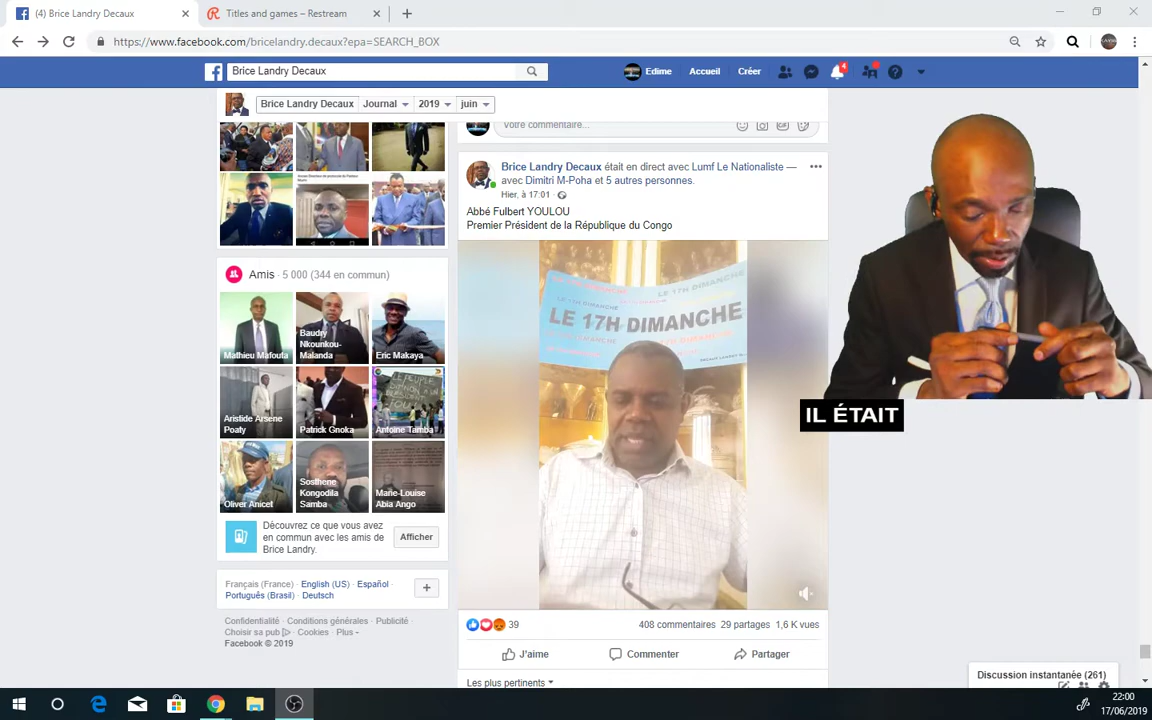 (4) Brice Landry Decaux
Titles and games – Restream
https://www.facebook.com/bricelandry.decaux?epa=SEARCH_BOX
Brice Landry Decaux
Edime
Accueil
Créer
4
Brice Landry Decaux
Journal
2019
juin
Votre commentaire...
Brice Landry Decaux était en direct avec Lumf Le Nationaliste —
avec Dimitri M-Poha et 5 autres personnes.
Hier, à 17:01
Abbé Fulbert YOULOU
Premier Président de la République du Congo
LE 17H DIMANCHE
Amis · 5 000 (344 en commun)
Mathieu Mafouta
Baudry
Nkounkou-
Malanda
Eric Makaya
Aristide Arsene
Poaty
Patrick Gnoka
Antoine Tamba
Oliver Anicet
Sosthene
Kongodila
Samba
Marie-Louise
Abia Ango
IL ÉTAIT
Découvrez ce que vous avez
en commun avec les amis de
Brice Landry.
Afficher
Français (France) · English (US) · Español ·
Português (Brasil) · Deutsch
Confidentialité · Conditions générales · Publicité ·
Choisir sa pub · Cookies · Plus
Facebook © 2019
39
408 commentaires 29 partages 1,6 K vues
J'aime
Commenter
Partager
Les plus pertinents
Discussion instantanée (261)
22:00
17/06/2019